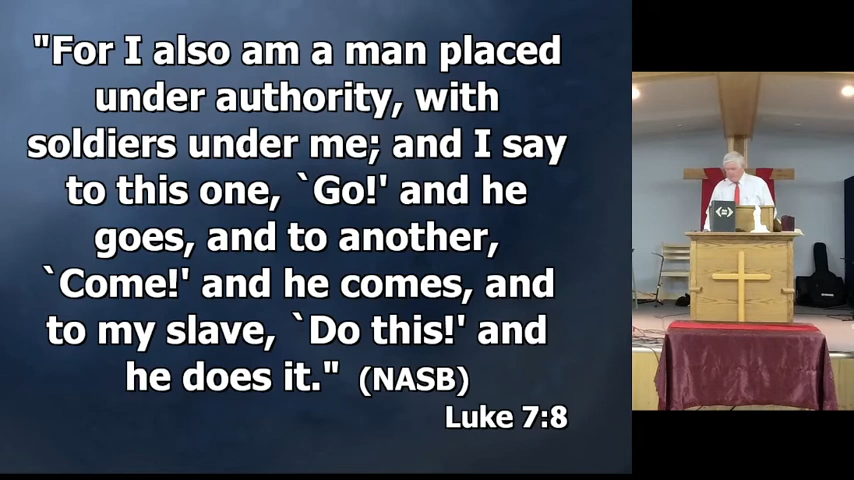 "For I also am a man placed
under authority, with
soldiers under me; and I say
to this one, `Go!' and he
goes, and to another,
`Come!' and he comes, and
to my slave, `Do this!' and
he does it." (NASB)
Luke 7:8